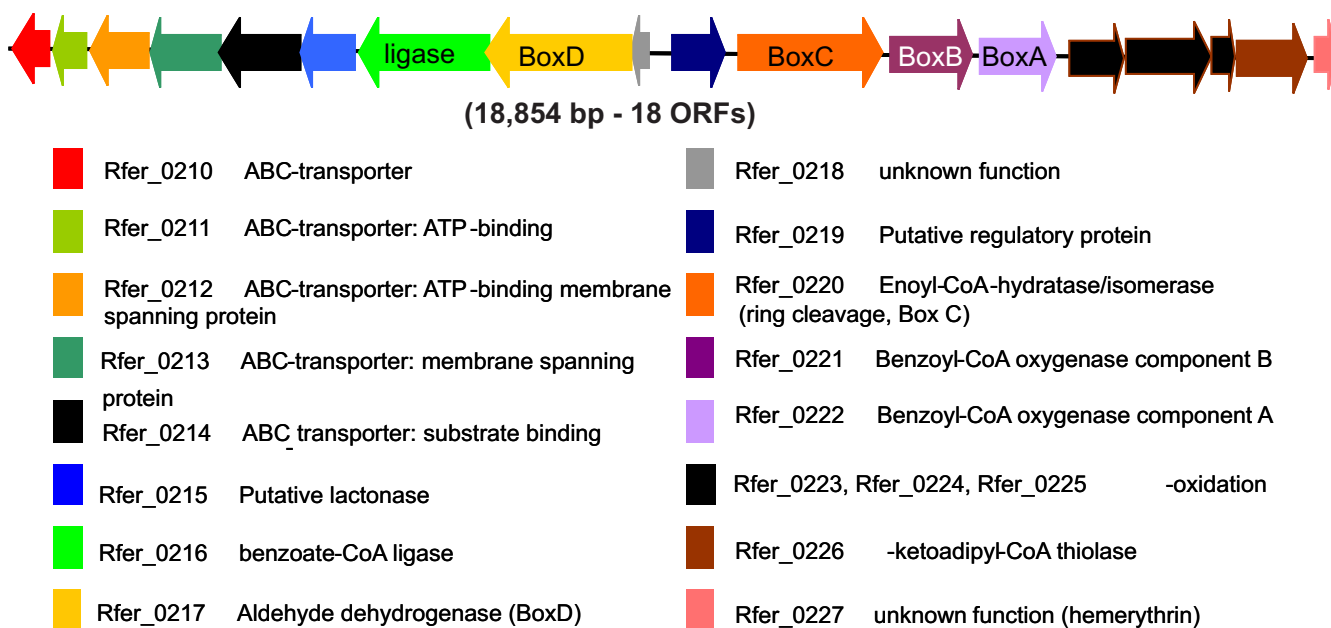 ligase BoxD BoxC BoxB BoxA
(18,854 bp - 18 ORFs)
Rfer_0210 ABC-transporter
Rfer_0211 ABC-transporter: ATP-binding
Rfer_0212 ABC-transporter: ATP-binding membrane
spanning protein
Rfer_0213 ABC-transporter: membrane spanning
protein
Rfer_0214 ABC_transporter: substrate binding
Rfer_0215 Putative lactonase
Rfer_0216 benzoate-CoA ligase
Rfer_0217 Aldehyde dehydrogenase (BoxD)
Rfer_0218 unknown function
Rfer_0219 Putative regulatory protein
Rfer_0220 Enoyl-CoA-hydratase/isomerase
(ring cleavage, Box C)
Rfer_0221 Benzoyl-CoA oxygenase component B
Rfer_0222 Benzoyl-CoA oxygenase component A
Rfer_0223, Rfer_0224, Rfer_0225 -oxidation
Rfer_0226 -ketoadipyl-CoA thiolase
Rfer_0227 unknown function (hemerythrin)